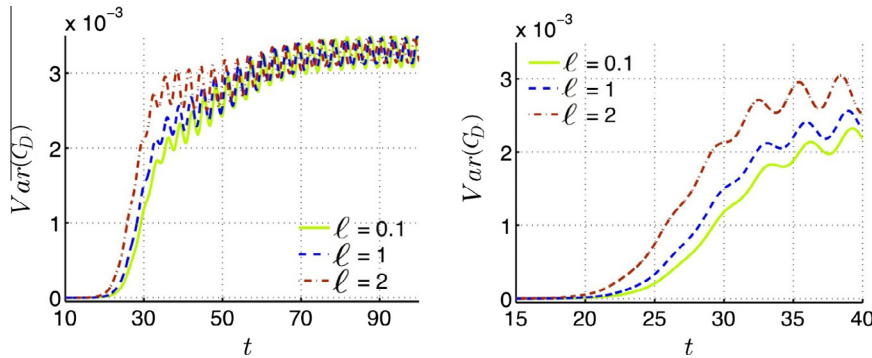 x 10⁻³
3
2
1
0
Var(C_D)
10 30 50 70 90
t
ℓ = 0.1
ℓ = 1
ℓ = 2
x 10⁻³
3
2
1
0
Var(C_D)
15 20 25 30 35 40
t
ℓ = 0.1
ℓ = 1
ℓ = 2